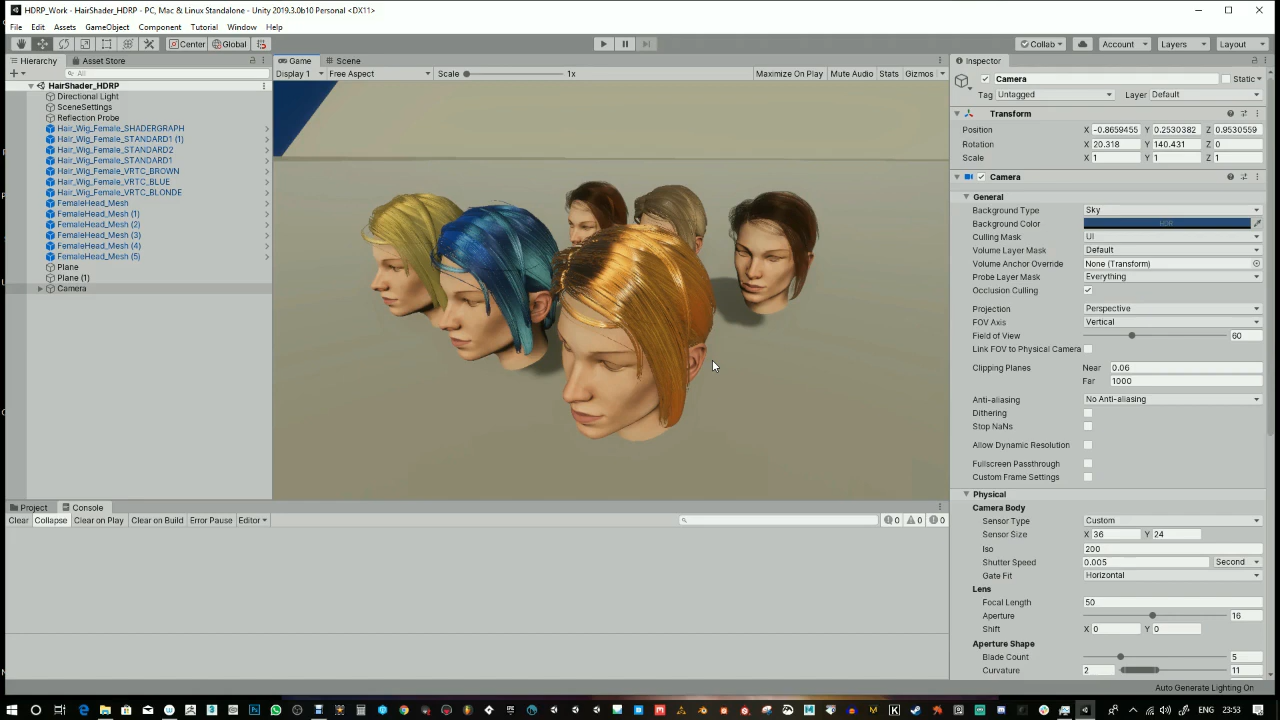 HDRP_Work - HairShader_HDRP - PC, Mac & Linux Standalone - Unity 2019.3.0b10 Personal <DX11>
File Edit Assets GameObject Component Tutorial Window Help
Center Global Collab Account Layers Layout
Hierarchy Asset Store Game Scene Inspector
All Display 1 Free Aspect Scale 1x Maximize On Play Mute Audio Stats Gizmos
HairShader_HDRP
Directional Light
SceneSettings
Reflection Probe
Hair_Wig_Female_SHADERGRAPH
Hair_Wig_Female_STANDARD1 (1)
Hair_Wig_Female_STANDARD2
Hair_Wig_Female_STANDARD1
Hair_Wig_Female_VRTC_BROWN
Hair_Wig_Female_VRTC_BLUE
Hair_Wig_Female_VRTC_BLONDE
FemaleHead_Mesh
FemaleHead_Mesh (1)
FemaleHead_Mesh (2)
FemaleHead_Mesh (3)
FemaleHead_Mesh (4)
FemaleHead_Mesh (5)
Plane
Plane (1)
Camera
Camera Static
Tag Untagged Layer Default
Transform
Position X -0.8659455 Y 0.2530382 Z 0.9530559
Rotation X 20.318 Y 140.431 Z 0
Scale X 1 Y 1 Z 1
Camera
General
Background Type Sky
Background Color HDR
Culling Mask UI
Volume Layer Mask Default
Volume Anchor Override None (Transform)
Probe Layer Mask Everything
Occlusion Culling
Projection Perspective
FOV Axis Vertical
Field of View 60
Link FOV to Physical Camera
Clipping Planes Near 0.06
Far 1000
Anti-aliasing No Anti-aliasing
Dithering
Stop NaNs
Allow Dynamic Resolution
Fullscreen Passthrough
Custom Frame Settings
Physical
Camera Body
Sensor Type Custom
Sensor Size X 36 Y 24
Iso 200
Shutter Speed 0.005 Second
Gate Fit Horizontal
Lens
Focal Length 50
Aperture 16
Shift X 0 Y 0
Aperture Shape
Blade Count 5
Curvature 2 11
Project Console
Clear Collapse Clear on Play Clear on Build Error Pause Editor 0 0 0
Auto Generate Lighting On
ENG 23:53